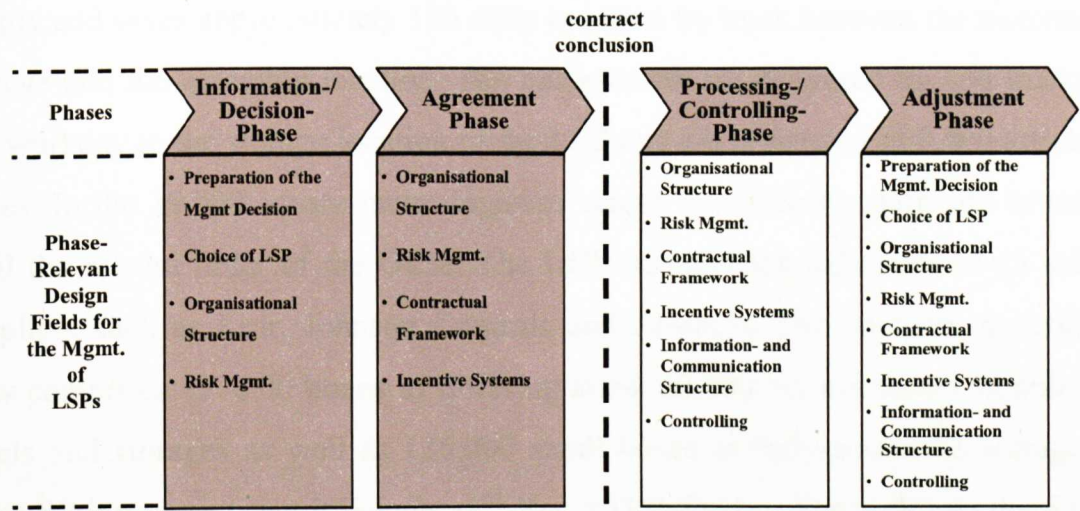 contract
conclusion
Phases
Information-/
Decision-
Phase
Agreement
Phase
Processing-/
Controlling-
Phase
Adjustment
Phase
Phase-
Relevant
Design
Fields for
the Mgmt.
of
LSPs
· Preparation of the
Mgmt Decision
· Choice of LSP
· Organisational
Structure
· Risk Mgmt.
· Organisational
Structure
· Risk Mgmt.
· Contractual
Framework
· Incentive Systems
· Organisational
Structure
· Risk Mgmt.
· Contractual
Framework
· Incentive Systems
· Information- and
Communication
Structure
· Controlling
· Preparation of the
Mgmt. Decision
· Choice of LSP
· Organisational
Structure
· Risk Mgmt.
· Contractual
Framework
· Incentive Systems
· Information- and
Communication
Structure
· Controlling